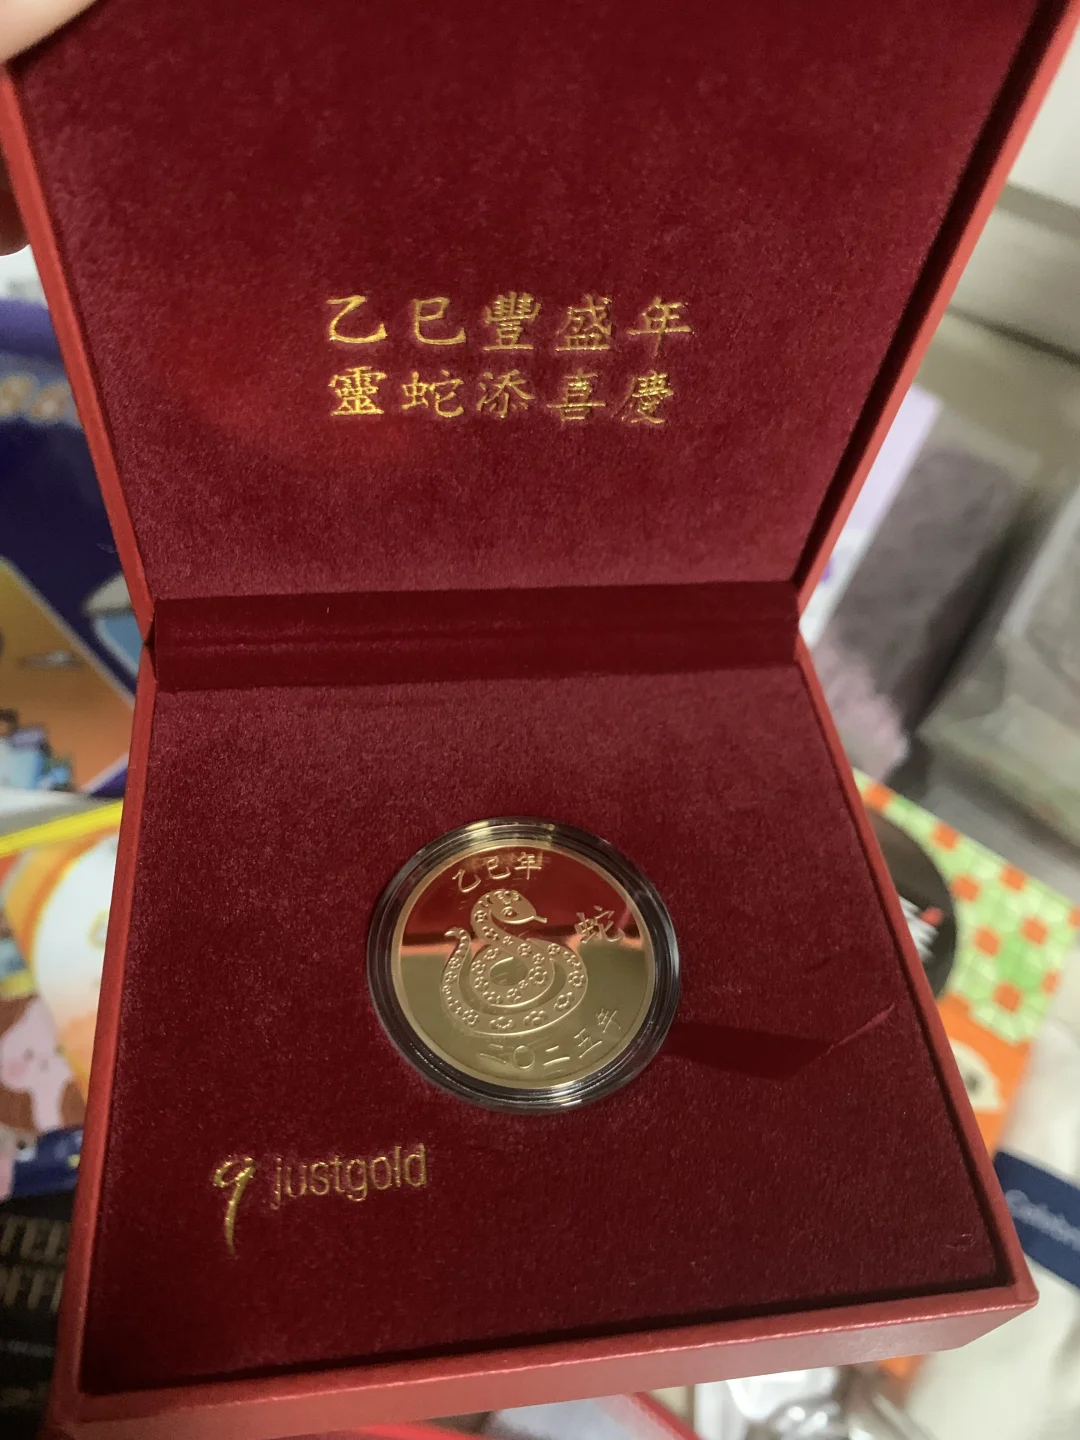 乙巳豐盛年
靈蛇添喜慶
乙巳年
蛇
二〇二五年
justgold